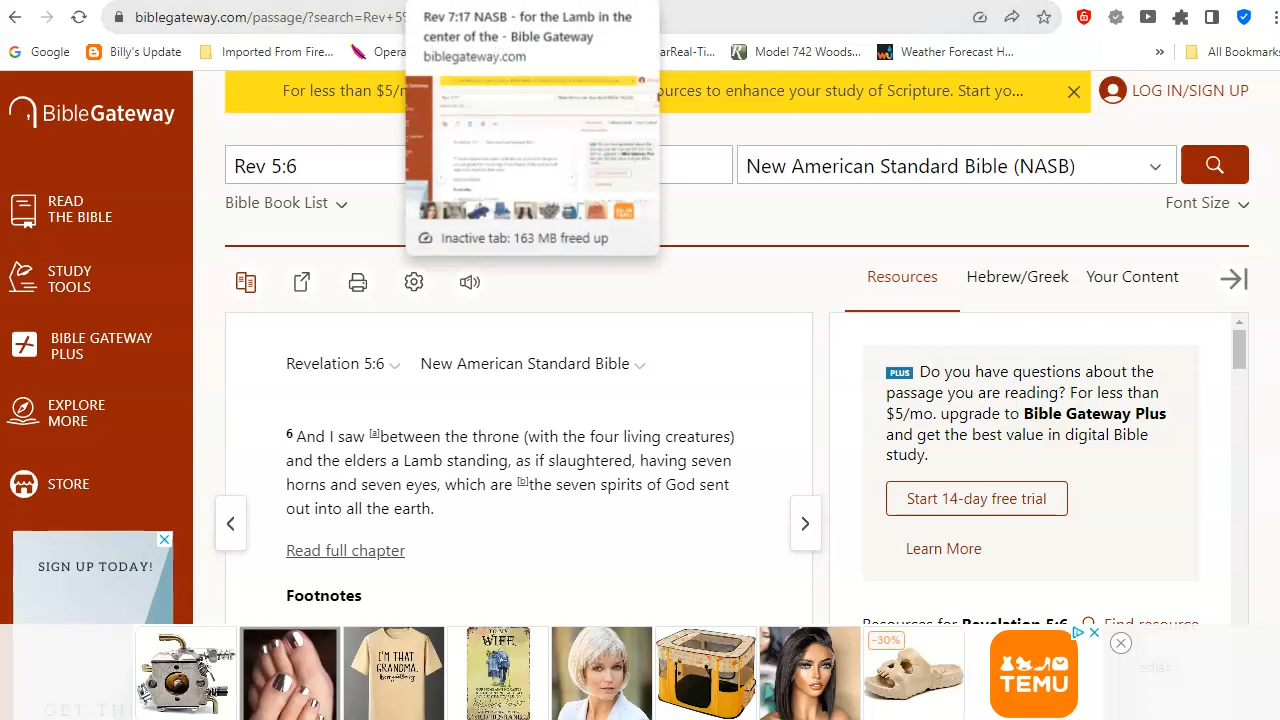 biblegateway.com/passage/?search=Rev+5
Rev 7:17 NASB - for the Lamb in the
center of the - Bible Gateway
biblegateway.com
Google
Billy's Update
Imported From Fire...
Opera
arReal-Ti...
Model 742 Woods...
Weather Forecast H...
All Bookmarks
For less than $5/
ources to enhance your study of Scripture. Start yo...
LOG IN/SIGN UP
BibleGateway
Rev 5:6
New American Standard Bible (NASB)
Bible Book List
Font Size
Inactive tab: 163 MB freed up
READ
THE BIBLE
STUDY
TOOLS
BIBLE GATEWAY
PLUS
EXPLORE
MORE
STORE
SIGN UP TODAY!
Resources
Hebrew/Greek
Your Content
Revelation 5:6
New American Standard Bible
6 And I saw [a]between the throne (with the four living creatures)
and the elders a Lamb standing, as if slaughtered, having seven
horns and seven eyes, which are [b]the seven spirits of God sent
out into all the earth.
Read full chapter
Footnotes
PLUS Do you have questions about the
passage you are reading? For less than
$5/mo. upgrade to Bible Gateway Plus
and get the best value in digital Bible
study.
Start 14-day free trial
Learn More
Resources for Revelation 5:6
Find resource
I'M THAT
GRANDMA,
WIFE
-30%
TEMU
GET TH